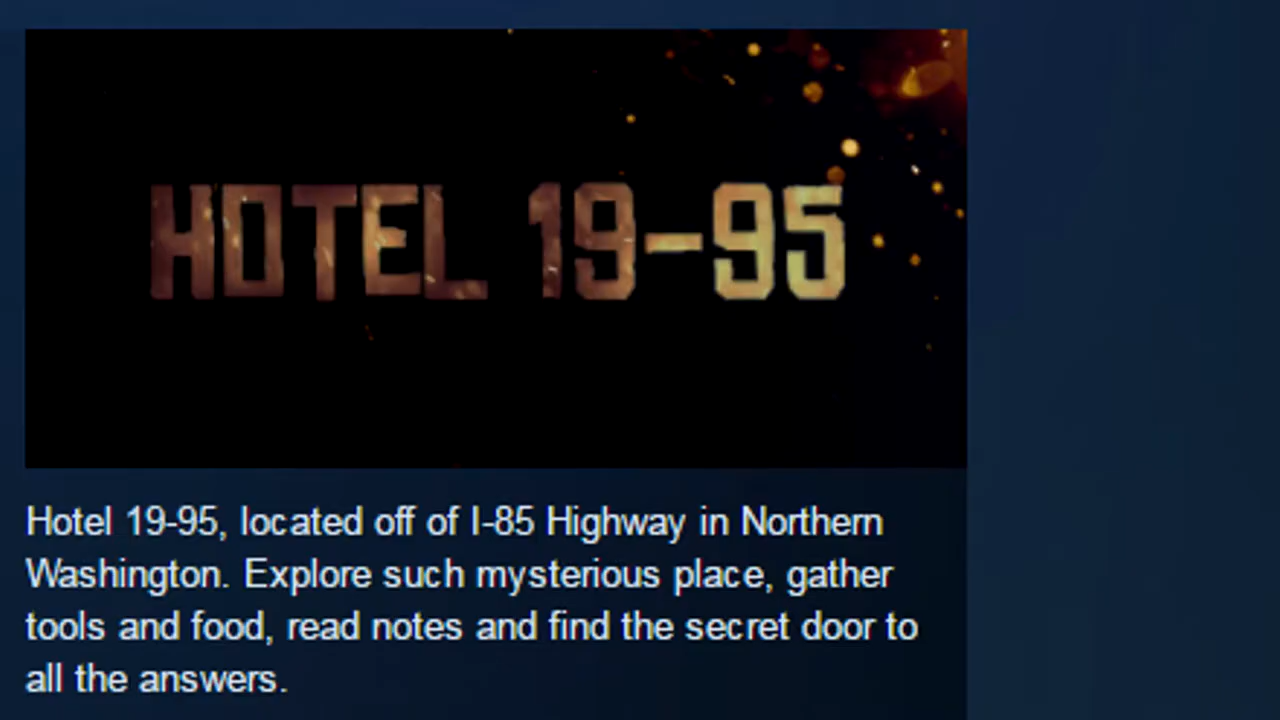 HOTEL 19-95
Hotel 19-95, located off of I-85 Highway in Northern
Washington. Explore such mysterious place, gather
tools and food, read notes and find the secret door to
all the answers.